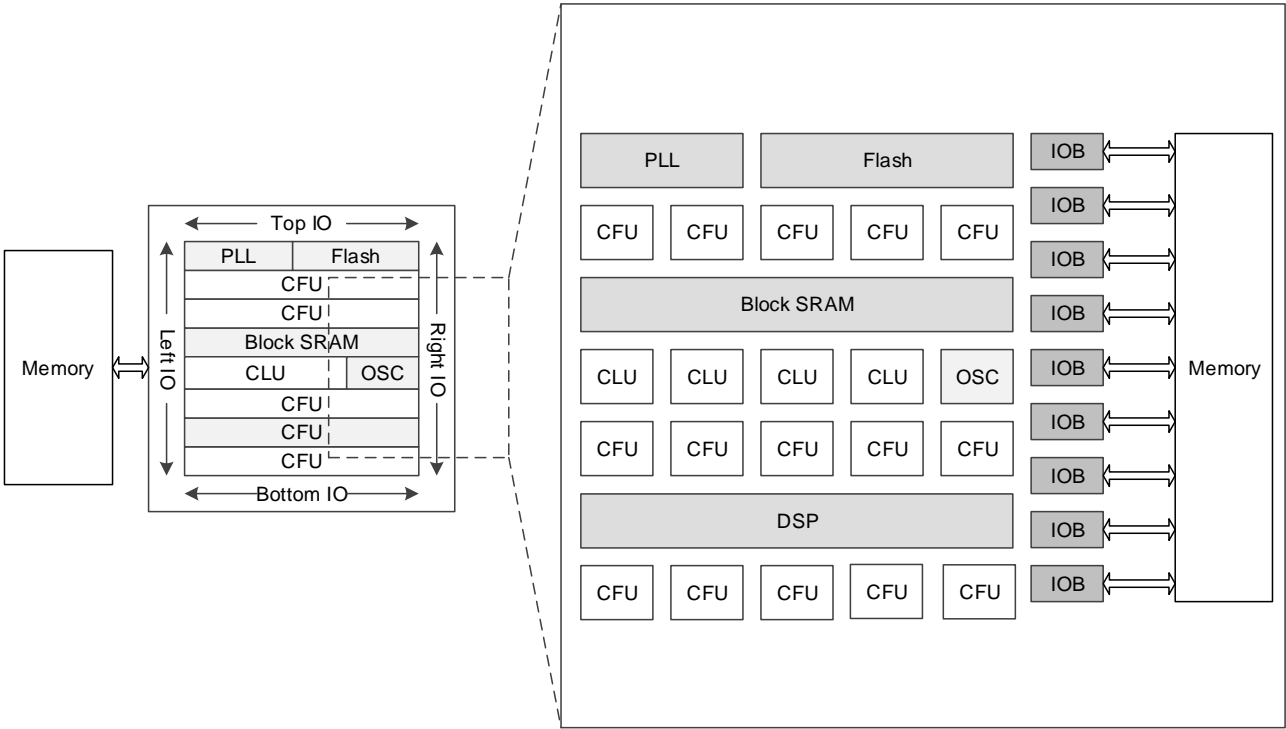 Memory
Top IO
Left IO
PLL Flash
CFU
CFU
Block SRAM
CLU OSC
CFU
CFU
CFU
Right IO
Bottom IO
PLL Flash IOB
CFU CFU CFU CFU CFU IOB
IOB
Block SRAM IOB
CLU CLU CLU CLU OSC IOB
Memory
CFU CFU CFU CFU CFU IOB
IOB
DSP IOB
CFU CFU CFU CFU CFU IOB